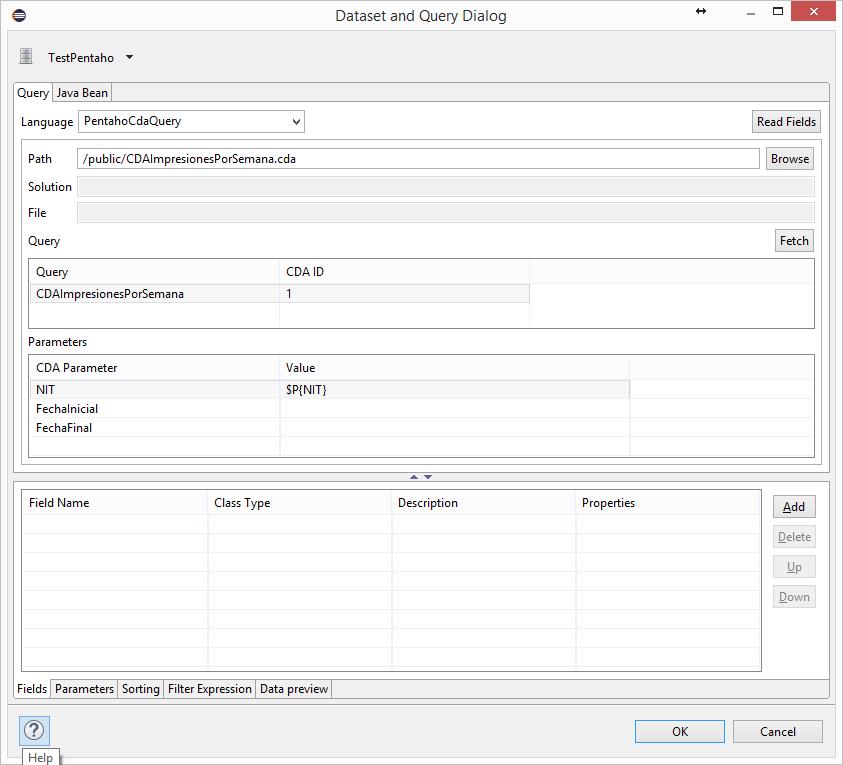 Dataset and Query Dialog
TestPentaho
Query Java Bean
Language PentahoCdaQuery Read Fields
Path /public/CDAImpresionesPorSemana.cda Browse
Solution
File
Query Fetch
Query CDA ID
CDAImpresionesPorSemana 1
Parameters
CDA Parameter Value
NIT $P{NIT}
FechaInicial
FechaFinal
Field Name Class Type Description Properties
Add
Delete
Up
Down
Fields Parameters Sorting Filter Expression Data preview
? OK Cancel
Help